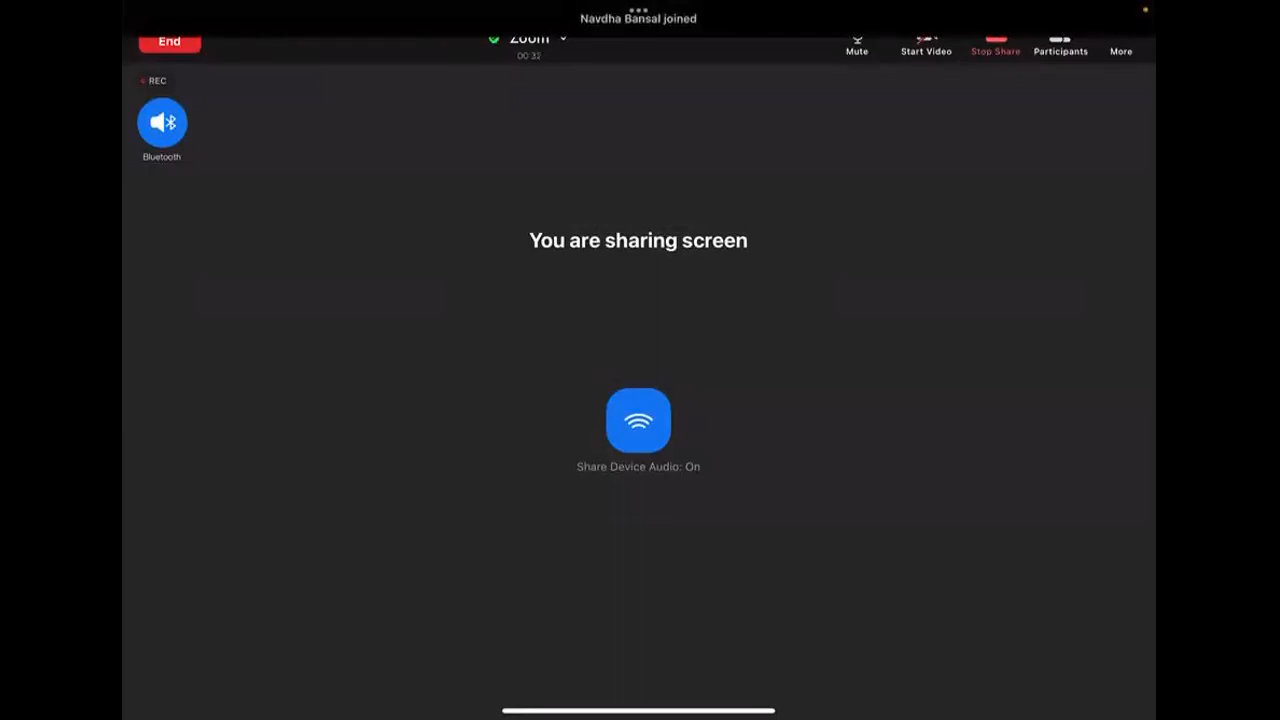 Navdha Bansal joined
End
Zoom
00:32
Mute
Start Video
Stop Share
Participants
More
REC
Bluetooth
You are sharing screen
Share Device Audio: On